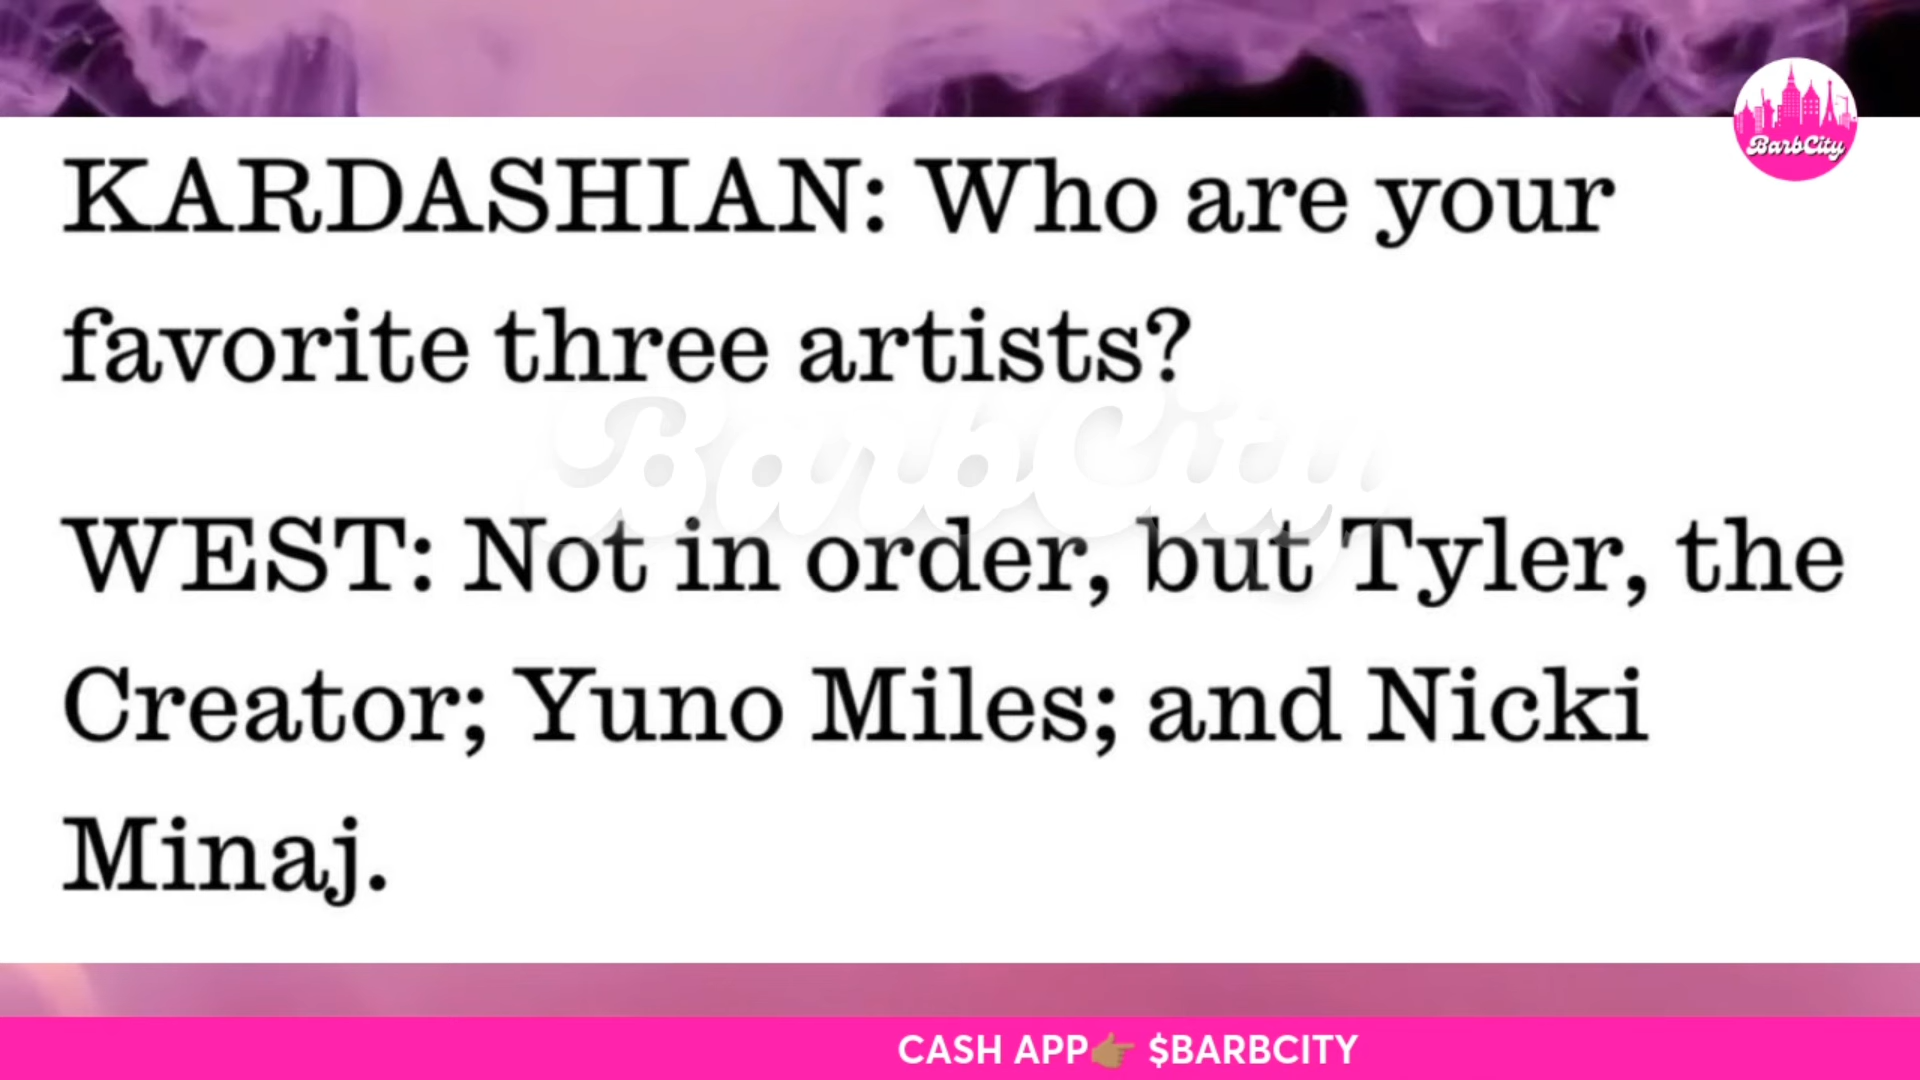 BarbCity
KARDASHIAN: Who are your
favorite three artists?
BarbCity
WEST: Not in order, but Tyler, the
Creator; Yuno Miles; and Nicki
Minaj.
CASH APP👉🏽 $BARBCITY